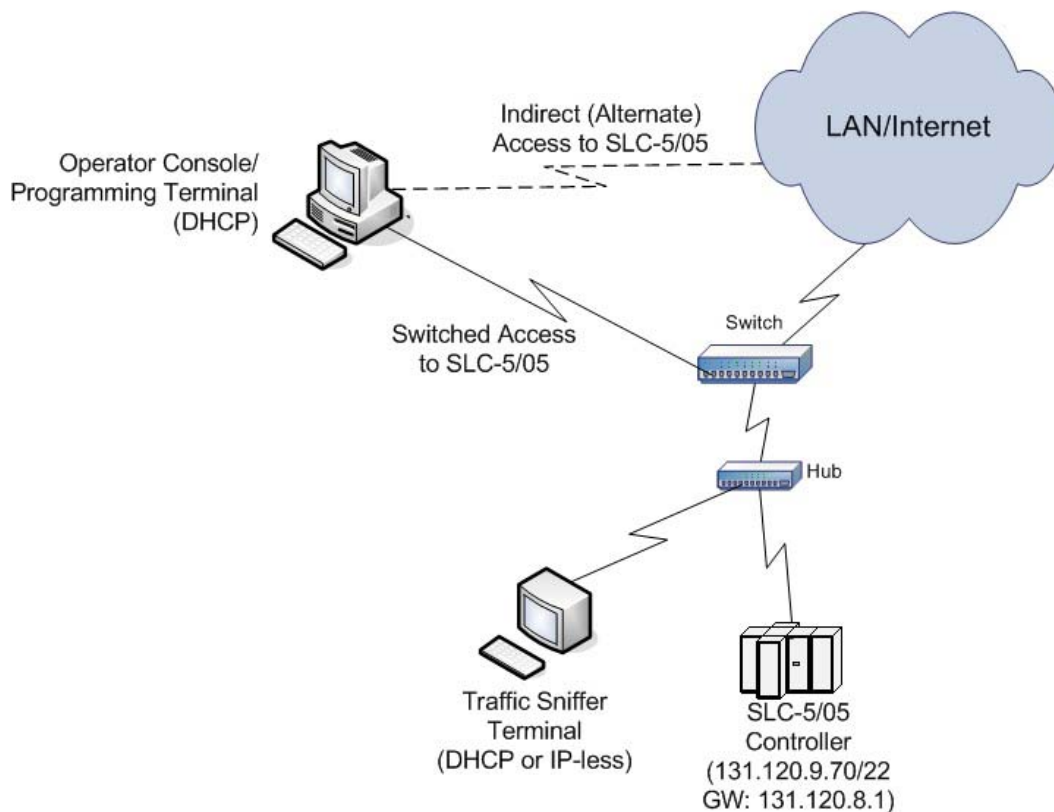 Indirect (Alternate)
Access to SLC-5/05
LAN/Internet
Operator Console/
Programming Terminal
(DHCP)
Switched Access
to SLC-5/05
Switch
Hub
Traffic Sniffer
Terminal
(DHCP or IP-less)
SLC-5/05
Controller
(131.120.9.70/22
GW: 131.120.8.1)